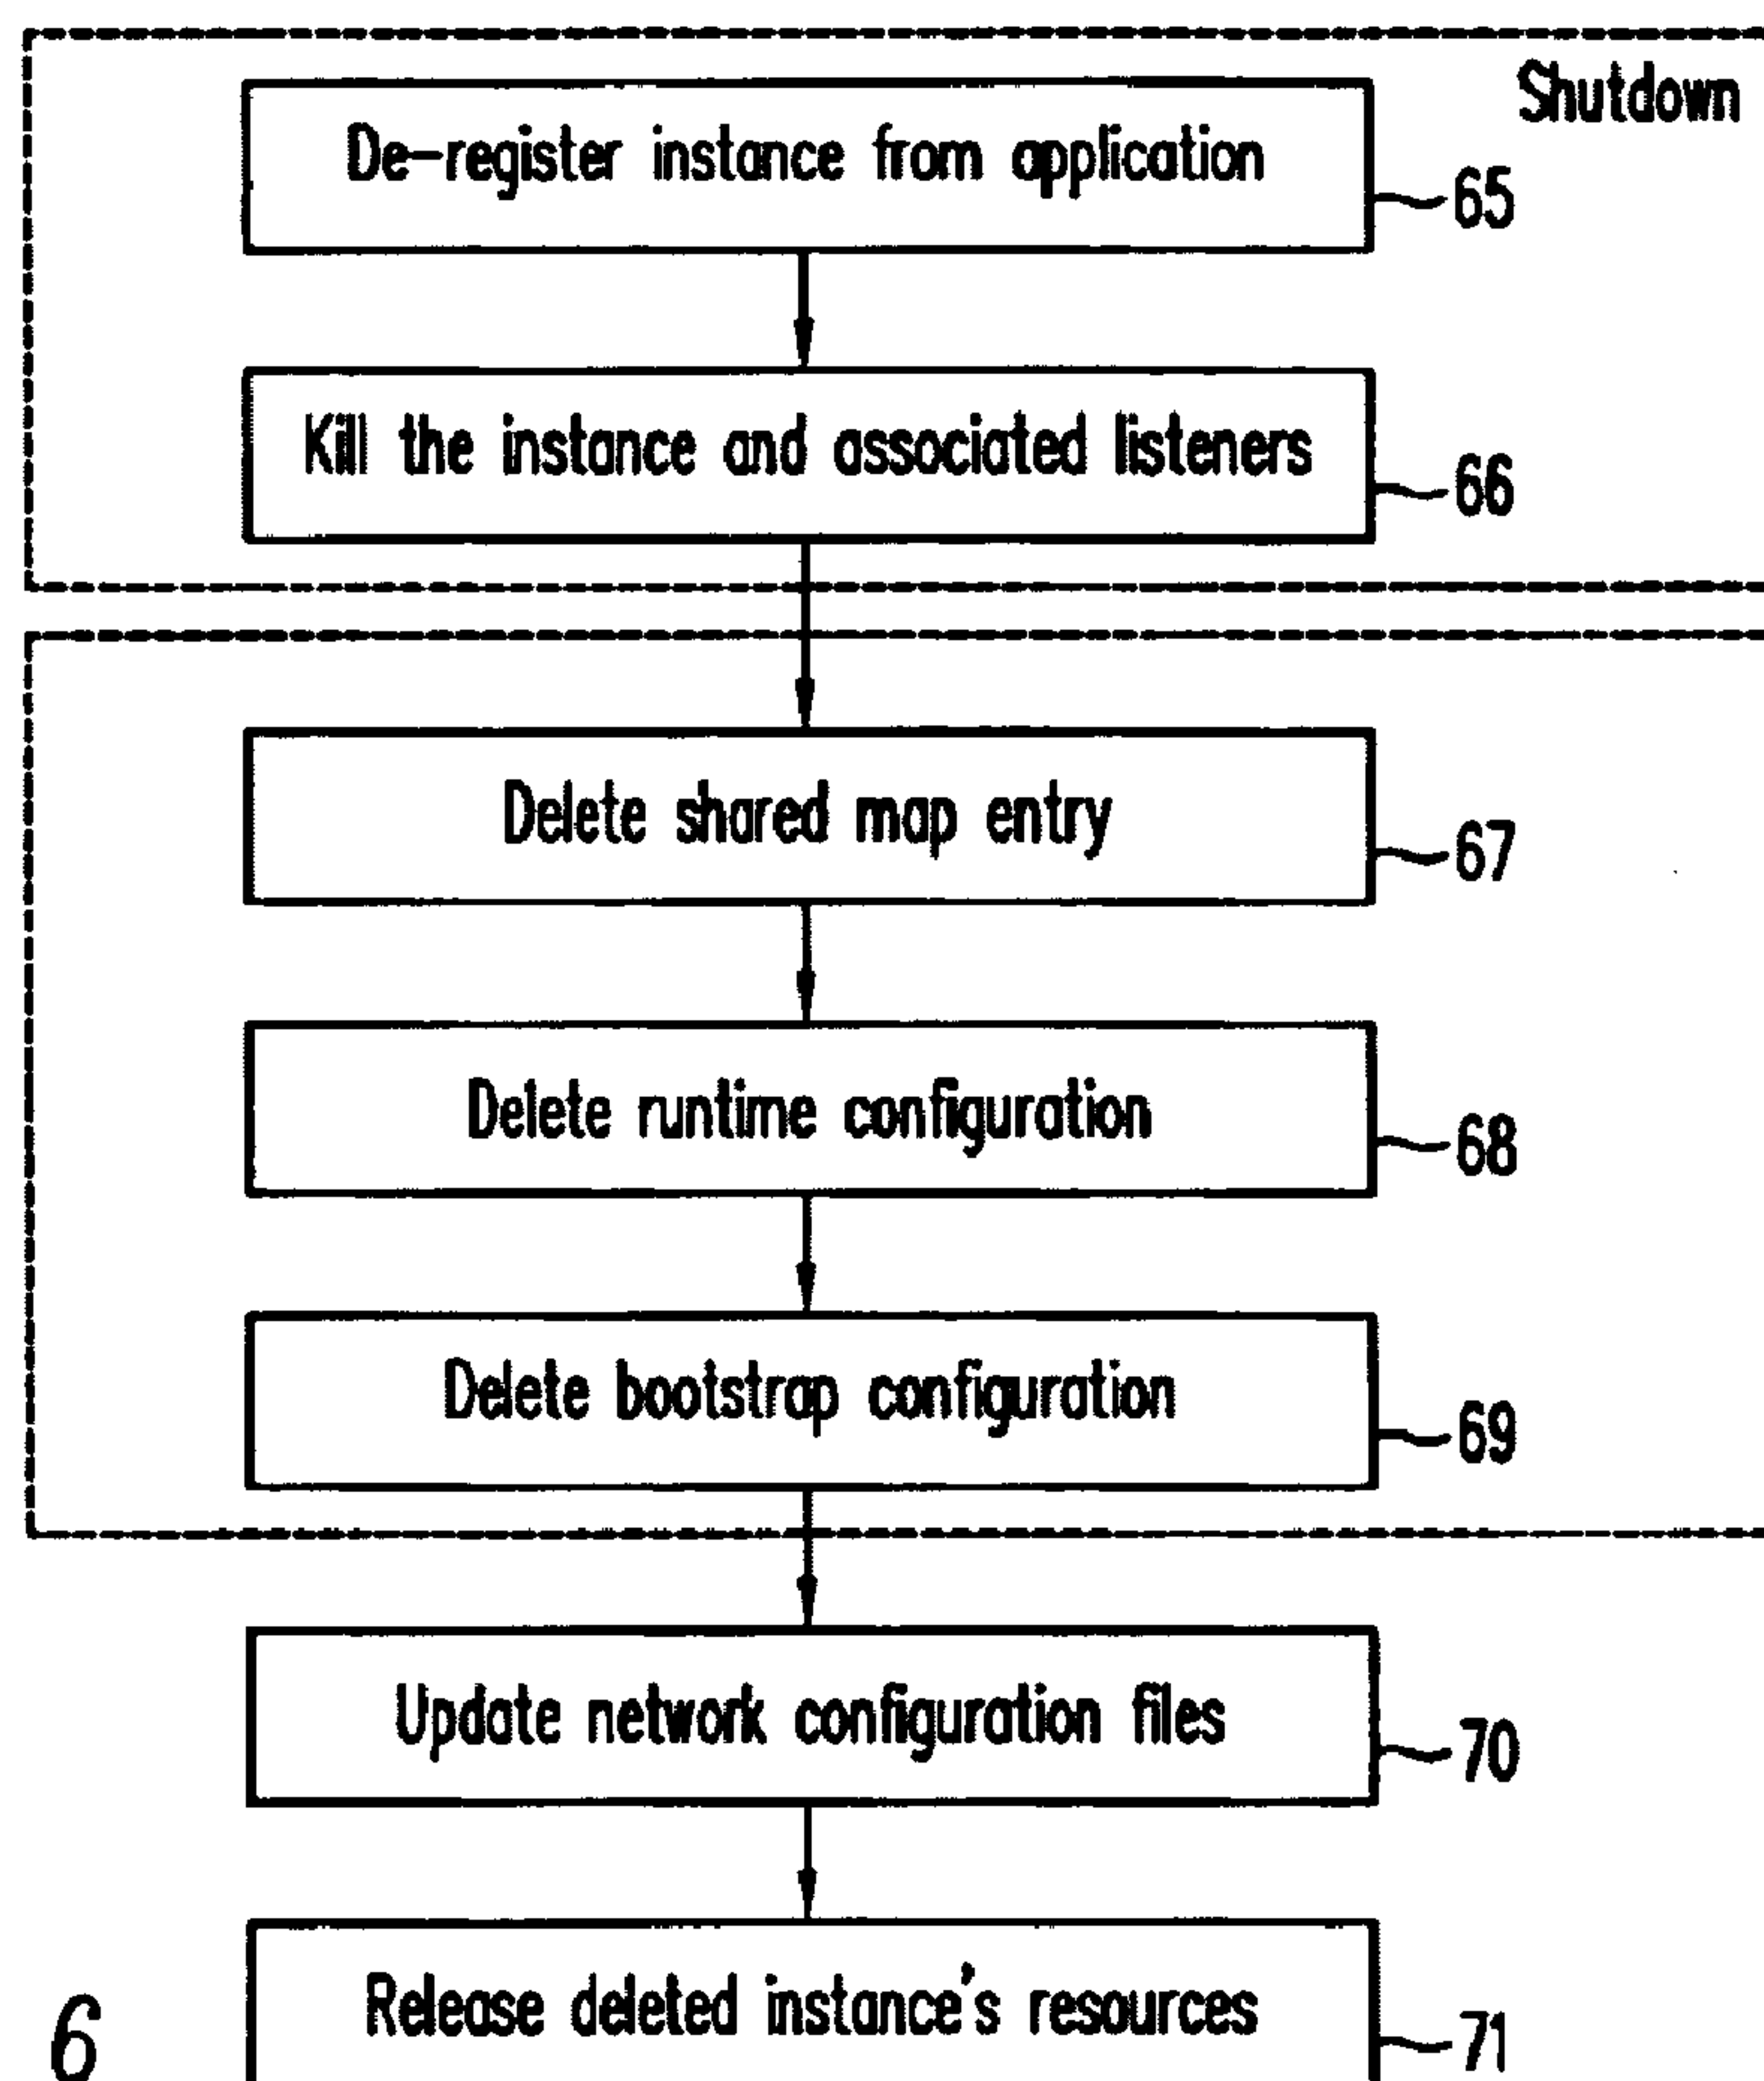 Shutdown
De-register instance from application
65
Kill the instance and associated listeners
66
Delete shared map entry
67
Delete runtime configuration
68
Delete bootstrap configuration
69
Update network configuration files
70
Release deleted instance's resources
71
6